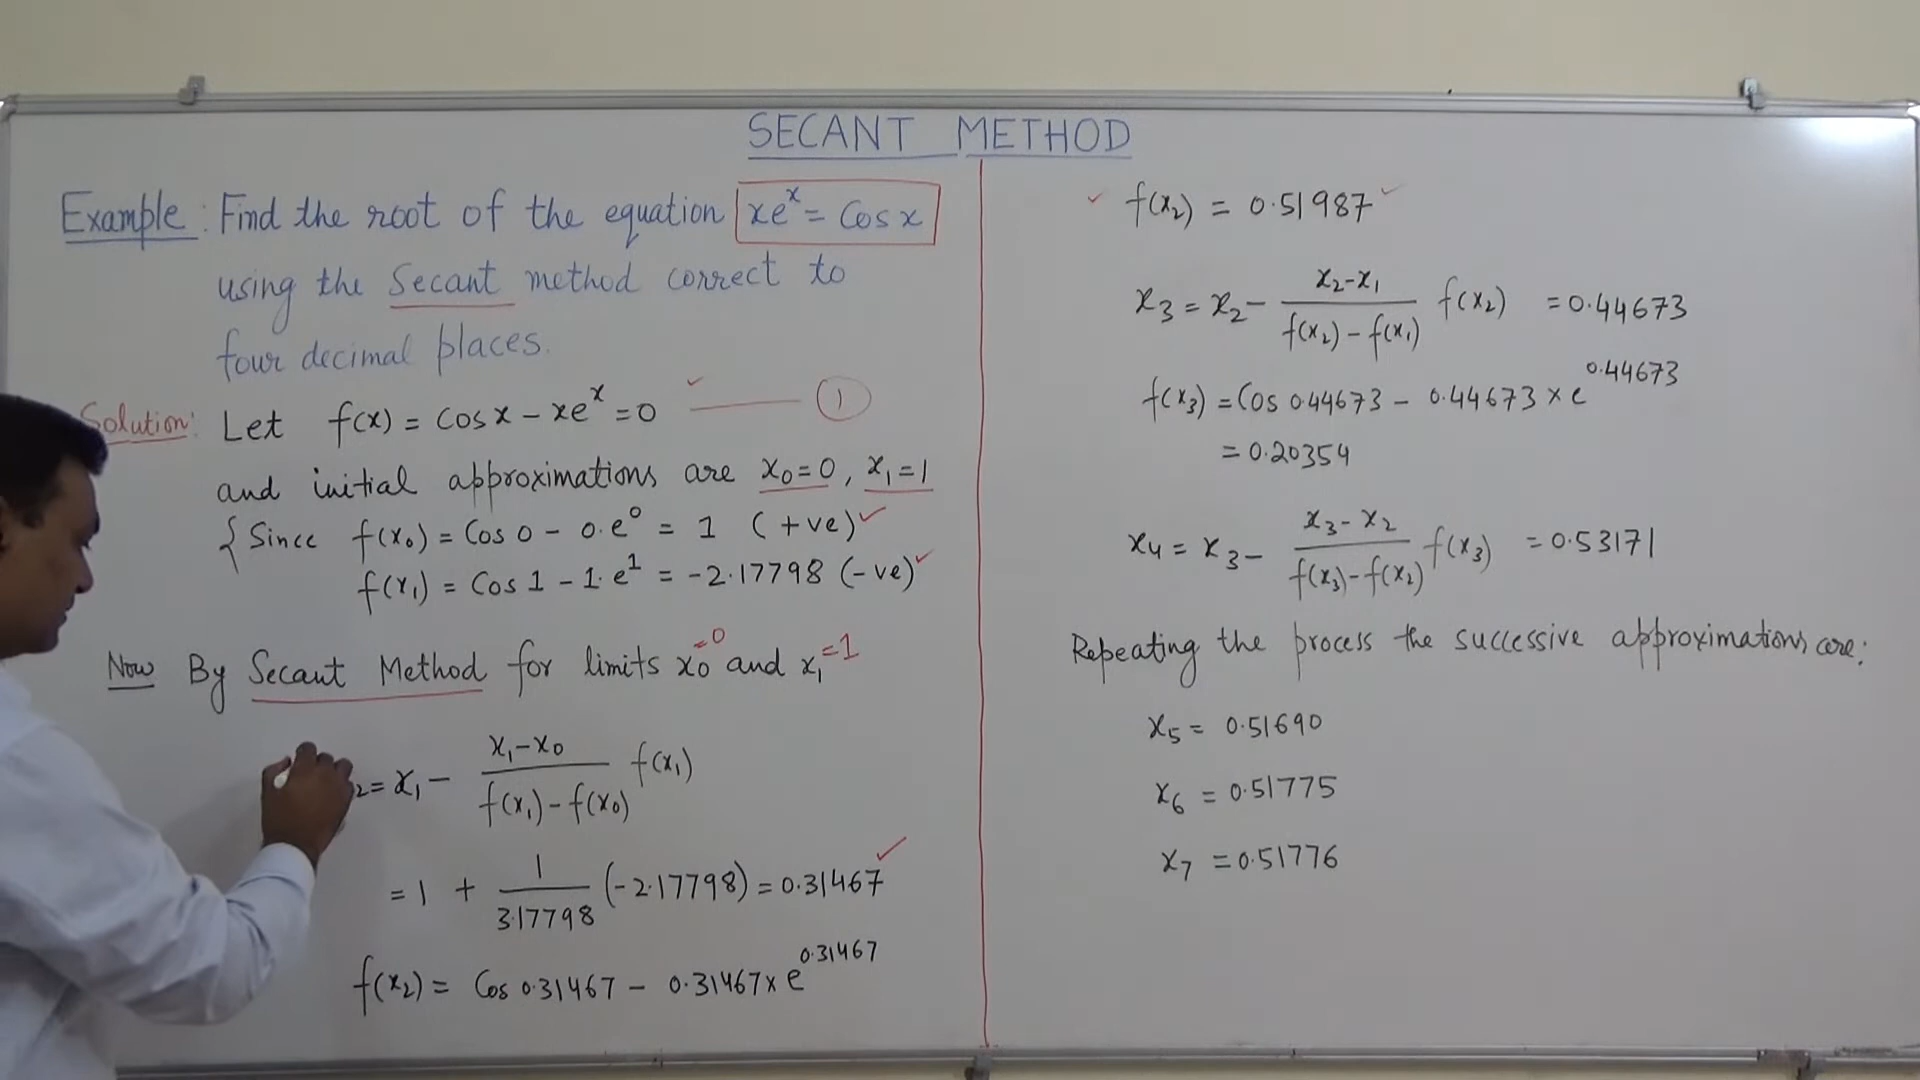 SECANT METHOD
Example: Find the root of the equation xeˣ = Cos x
using the Secant method correct to
four decimal places.
Solution: Let f(x) = Cos x − xeˣ = 0 ——— ①
and initial approximations are x₀=0, x₁=1
{ Since f(x₀) = Cos 0 − 0.e⁰ = 1 (+ve)
f(x₁) = Cos 1 − 1.e¹ = −2.17798 (−ve)
Now By Secant Method for limits x₀=0 and x₁=1
₂ = x₁ − (x₁−x₀)/(f(x₁)−f(x₀)) f(x₁)
= 1 + 1/3.17798 (−2.17798) = 0.31467
f(x₂) = Cos 0.31467 − 0.31467×e^0.31467
f(x₂) = 0.51987
x₃ = x₂ − (x₂−x₁)/(f(x₂)−f(x₁)) f(x₂) = 0.44673
f(x₃) = Cos 0.44673 − 0.44673×e^0.44673
= 0.20354
x₄ = x₃ − (x₃−x₂)/(f(x₃)−f(x₂)) f(x₃) = 0.53171
Repeating the process the successive approximations are:
x₅ = 0.51690
x₆ = 0.51775
x₇ = 0.51776